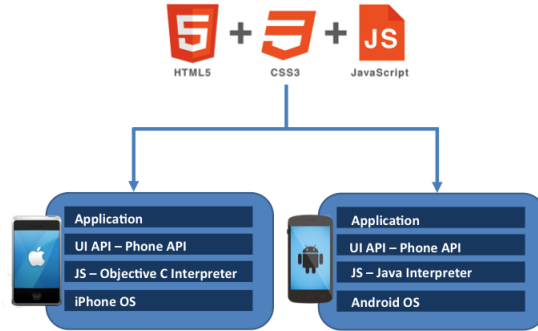 JS
HTML5
CSS3
JavaScript
Application
UI API – Phone API
JS – Objective C Interpreter
iPhone OS
Application
UI API – Phone API
JS – Java Interpreter
Android OS